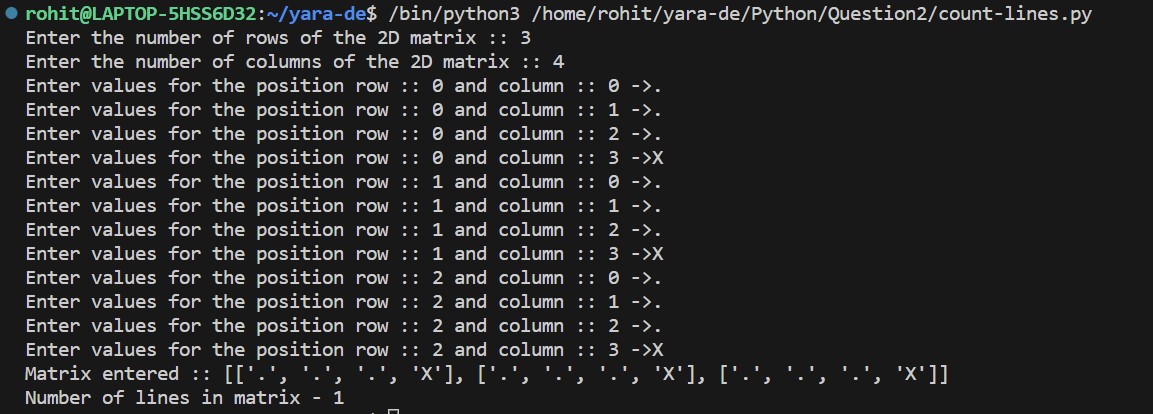 rohit@LAPTOP-5HSS6D32:~/yara-de$ /bin/python3 /home/rohit/yara-de/Python/Question2/count-lines.py
Enter the number of rows of the 2D matrix :: 3
Enter the number of columns of the 2D matrix :: 4
Enter values for the position row :: 0 and column :: 0 ->.
Enter values for the position row :: 0 and column :: 1 ->.
Enter values for the position row :: 0 and column :: 2 ->.
Enter values for the position row :: 0 and column :: 3 ->X
Enter values for the position row :: 1 and column :: 0 ->.
Enter values for the position row :: 1 and column :: 1 ->.
Enter values for the position row :: 1 and column :: 2 ->.
Enter values for the position row :: 1 and column :: 3 ->X
Enter values for the position row :: 2 and column :: 0 ->.
Enter values for the position row :: 2 and column :: 1 ->.
Enter values for the position row :: 2 and column :: 2 ->.
Enter values for the position row :: 2 and column :: 3 ->X
Matrix entered :: [['.', '.', '.', 'X'], ['.', '.', '.', 'X'], ['.', '.', '.', 'X']]
Number of lines in matrix - 1